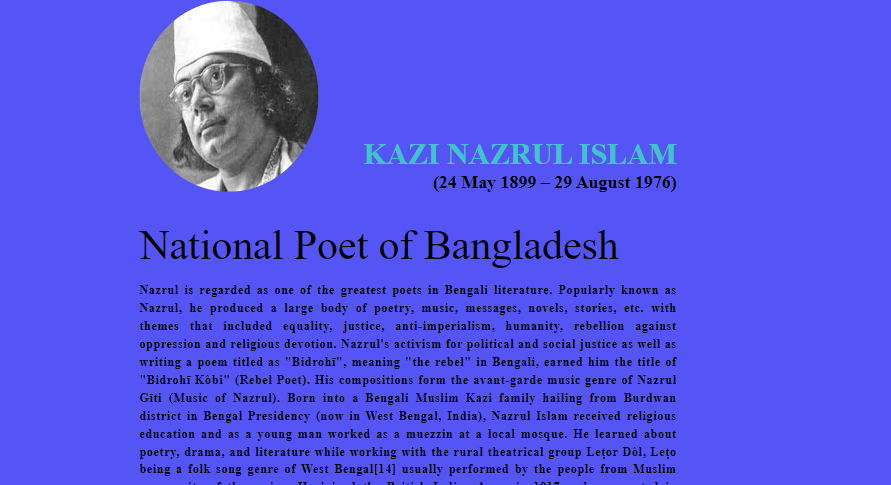 KAZI NAZRUL ISLAM
(24 May 1899 – 29 August 1976)
National Poet of Bangladesh
Nazrul is regarded as one of the greatest poets in Bengali literature. Popularly known as
Nazrul, he produced a large body of poetry, music, messages, novels, stories, etc. with
themes that included equality, justice, anti-imperialism, humanity, rebellion against
oppression and religious devotion. Nazrul's activism for political and social justice as well as
writing a poem titled as "Bidrohī", meaning "the rebel" in Bengali, earned him the title of
"Bidrohī Kôbi" (Rebel Poet). His compositions form the avant-garde music genre of Nazrul
Gīti (Music of Nazrul). Born into a Bengali Muslim Kazi family hailing from Burdwan
district in Bengal Presidency (now in West Bengal, India), Nazrul Islam received religious
education and as a young man worked as a muezzin at a local mosque. He learned about
poetry, drama, and literature while working with the rural theatrical group Leṭor Dôl, Leṭo
being a folk song genre of West Bengal[14] usually performed by the people from Muslim